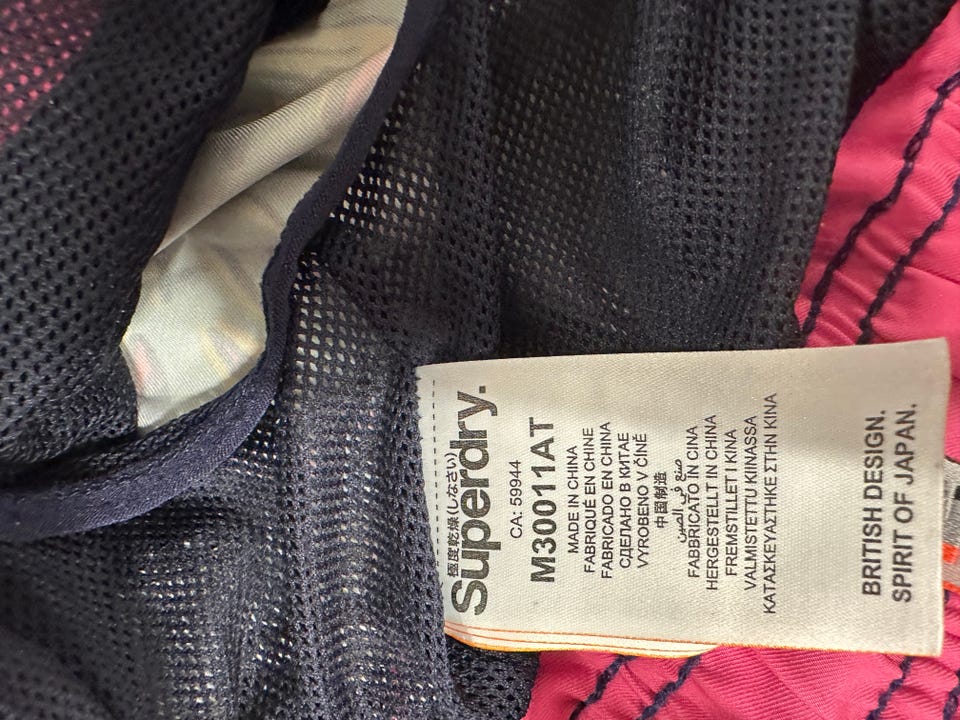 極度乾燥(しなさい)
Superdry.
CA: 59944
M30011AT
MADE IN CHINA
FABRIQUÉ EN CHINE
FABRICADO EN CHINA
СДЕЛАНО В КИТАЕ
VYROBENO V ČÍNĚ
中国制造
صنع في الصين
FABBRICATO IN CINA
HERGESTELLT IN CHINA
FREMSTILLET I KINA
VALMISTETTU KIINASSA
ΚΑΤΑΣΚΕΥΑΣΤΗΚΕ ΣΤΗΝ ΚΙΝΑ
BRITISH DESIGN.
SPIRIT OF JAPAN.